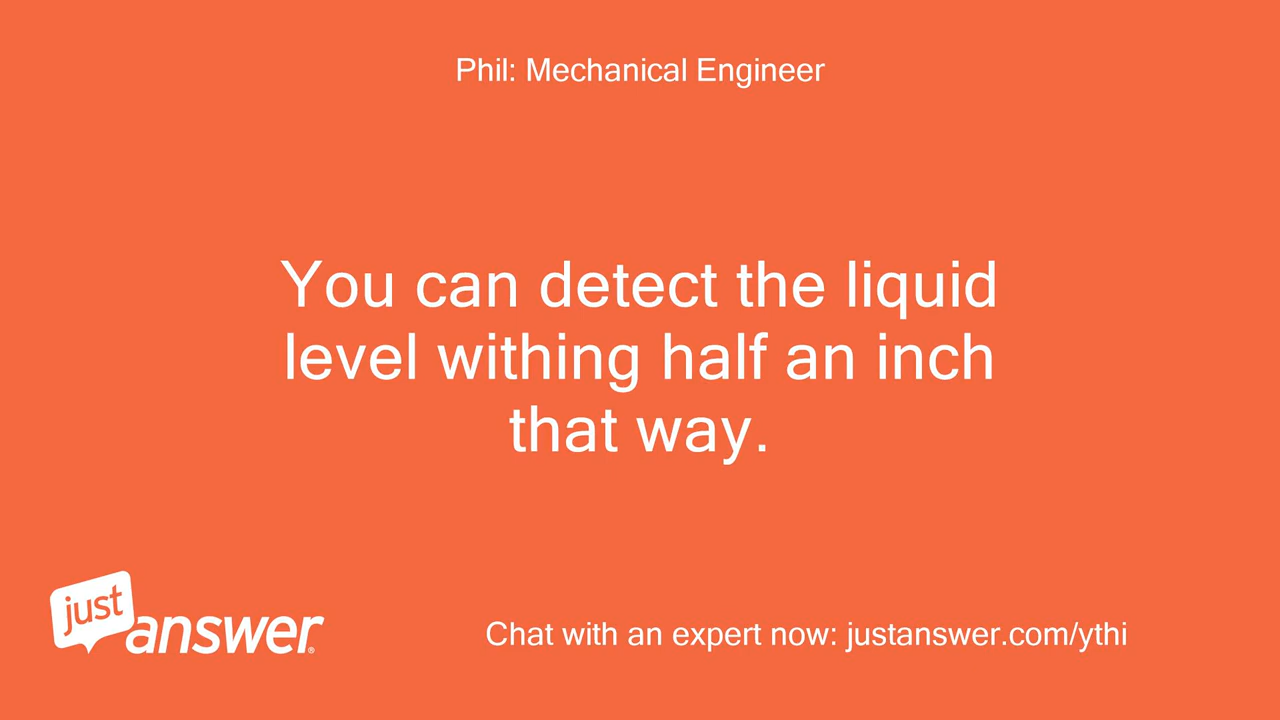 Phil: Mechanical Engineer
You can detect the liquid
level withing half an inch
that way.
just
answer®
Chat with an expert now: justanswer.com/ythi